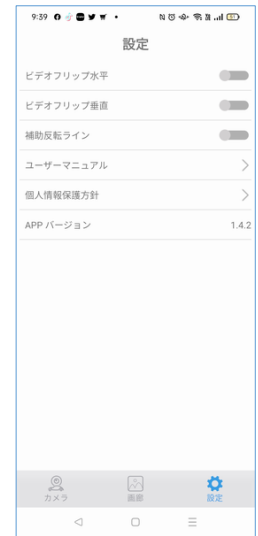 9:39
設定
ビデオフリップ水平
ビデオフリップ垂直
補助反転ライン
ユーザーマニュアル
個人情報保護方針
APP バージョン 1.4.2
カメラ 画廊 設定